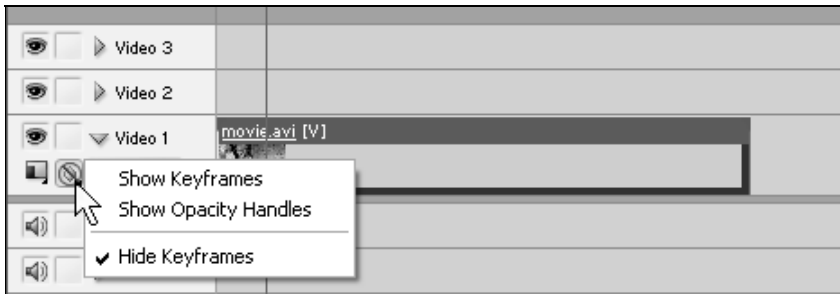 Video 3
Video 2
Video 1
movie.avi [V]
Show Keyframes
Show Opacity Handles
Hide Keyframes